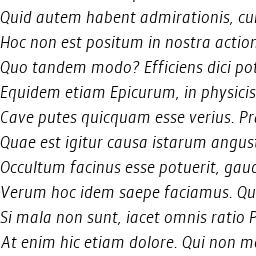 Quid autem habent admirationis, cu
Hoc non est positum in nostra action
Quo tandem modo? Efficiens dici pot
Equidem etiam Epicurum, in physicis
Cave putes quicquam esse verius. Pr
Quae est igitur causa istarum angust
Occultum facinus esse potuerit, gaud
Verum hoc idem saepe faciamus. Qu
Si mala non sunt, iacet omnis ratio P
At enim hic etiam dolore. Qui non m